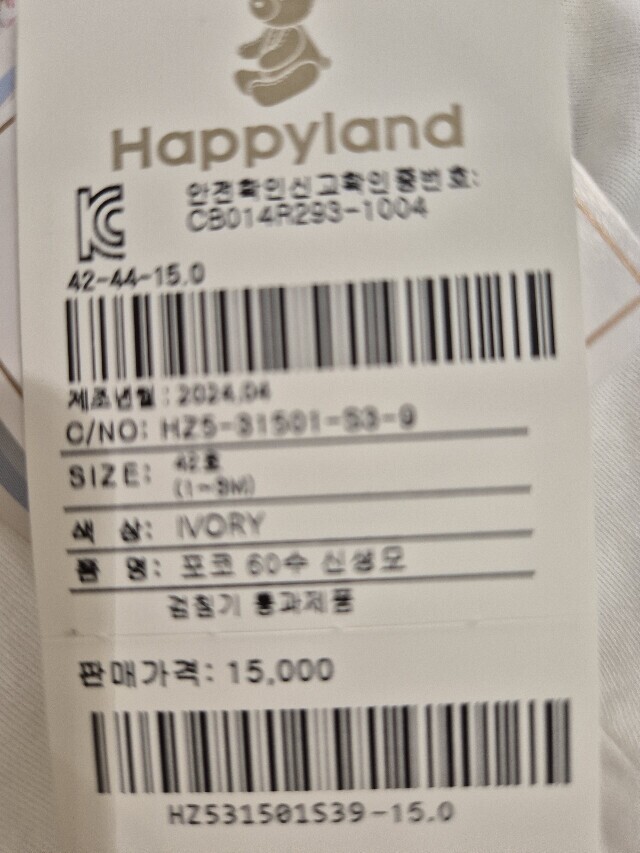 Happyland
안전확인신고확인증번호:
CB014R293-1004
42-44-15.0
제조년월 : 2024.04
C/NO: HZ5-31501-S3-9
SIZE: 42호
(1~3M)
색 상: IVORY
품 명: 포코 60수 신생모
검침기 통과제품
판매가격: 15,000
HZ531501S39-15.0